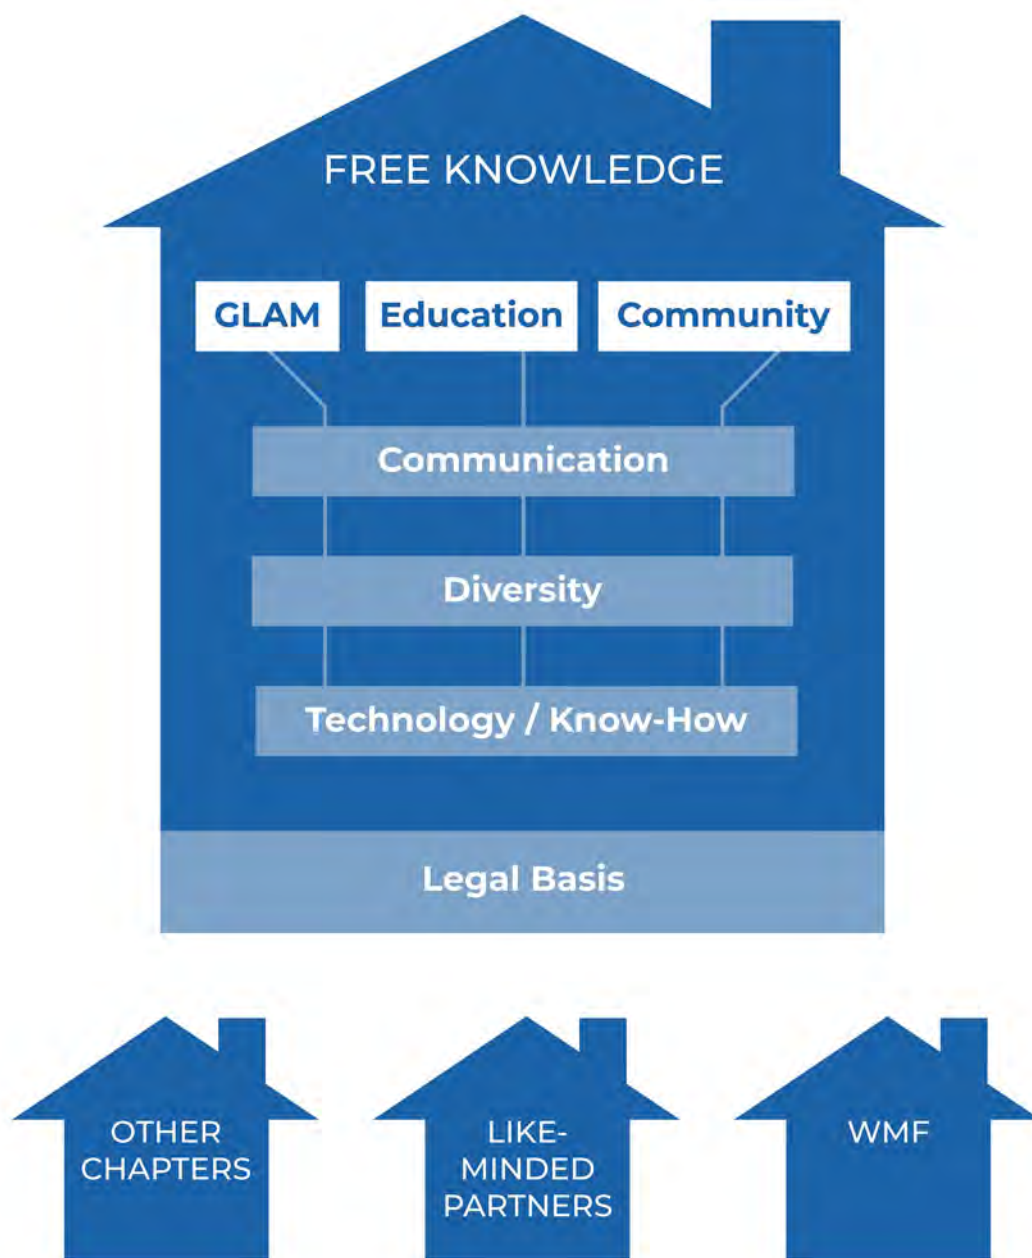 FREE KNOWLEDGE
GLAM
Education
Community
Communication
Diversity
Technology / Know-How
Legal Basis
OTHER
CHAPTERS
LIKE-
MINDED
PARTNERS
WMF